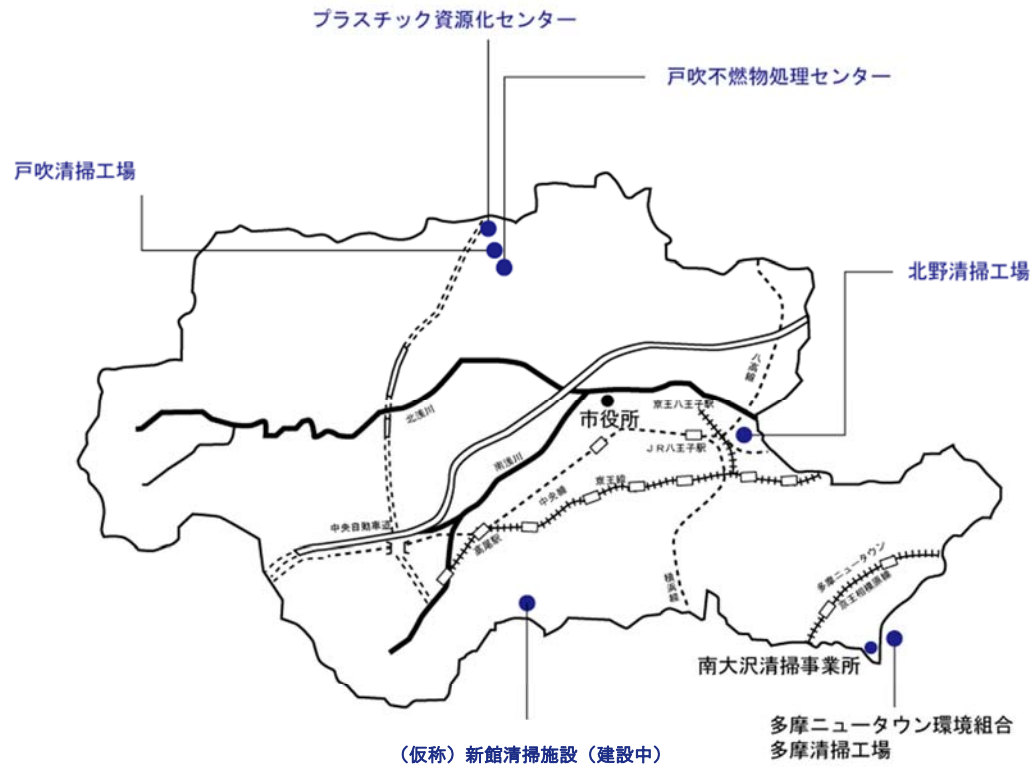 プラスチック資源化センター
戸吹不燃物処理センター
戸吹清掃工場
北野清掃工場
八高線
北浅川
市役所
京王八王子駅
JR八王子駅
南浅川
京王線
中央線
中央自動車道
高尾駅
横浜線
多摩ニュータウン
京王相模原線
南大沢清掃事業所
多摩ニュータウン環境組合
多摩清掃工場
(仮称)新館清掃施設(建設中)